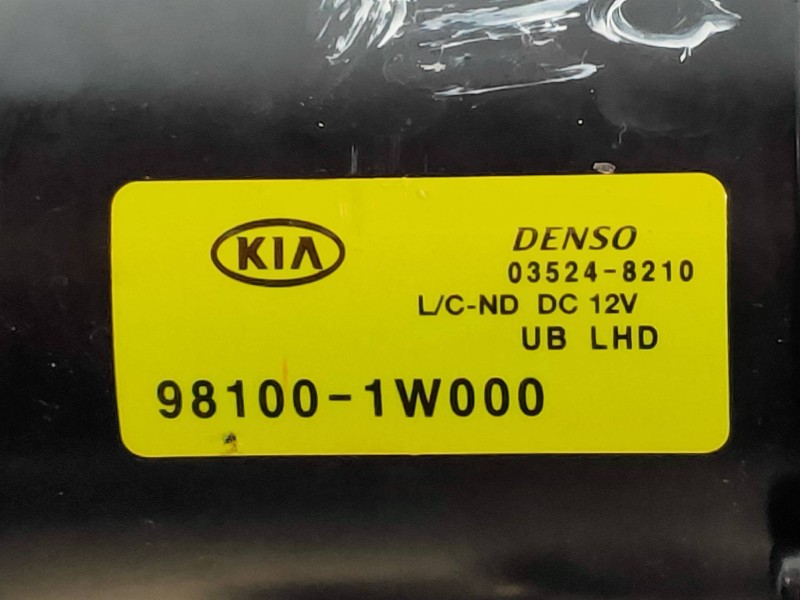 KIA
DENSO
03524-8210
L/C-ND DC 12V
UB LHD
98100-1W000